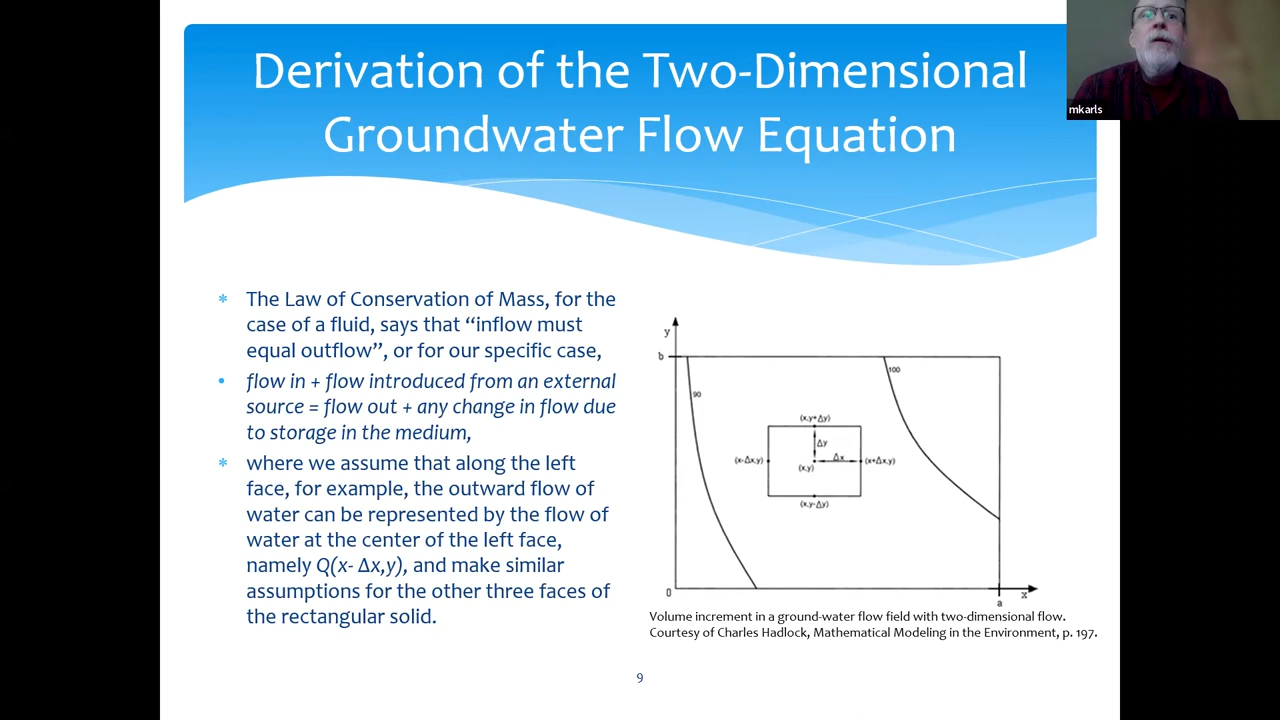 Derivation of the Two-Dimensional
Groundwater Flow Equation
mkarls
* The Law of Conservation of Mass, for the
case of a fluid, says that “inflow must
equal outflow”, or for our specific case,
• flow in + flow introduced from an external
source = flow out + any change in flow due
to storage in the medium,
* where we assume that along the left
face, for example, the outward flow of
water can be represented by the flow of
water at the center of the left face,
namely Q(x- Δx,y), and make similar
assumptions for the other three faces of
the rectangular solid.
y
b
100
90
(x,y+Δy)
Δy
(x-Δx,y)
Δx
(x+Δx,y)
(x,y)
(x,y-Δy)
0
a
x
Volume increment in a ground-water flow field with two-dimensional flow.
Courtesy of Charles Hadlock, Mathematical Modeling in the Environment, p. 197.
9